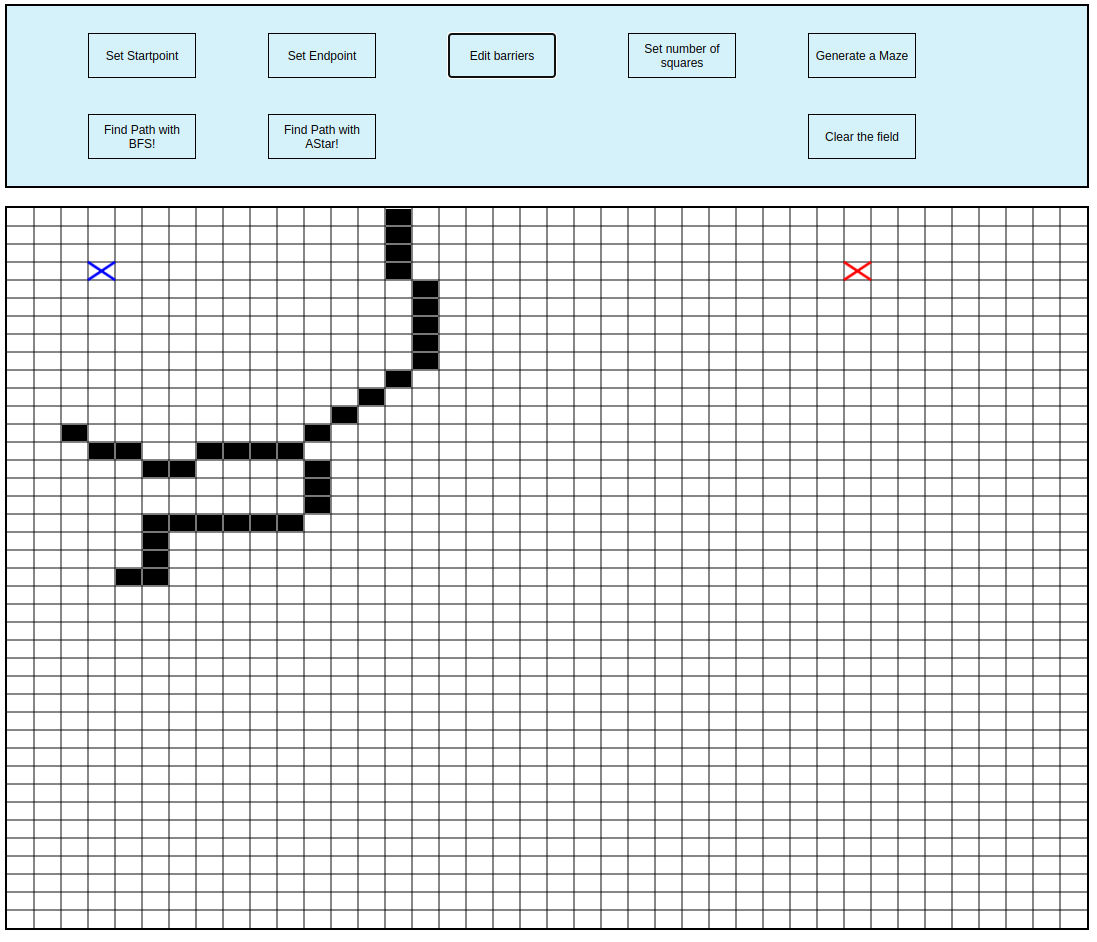 Set Startpoint
Set Endpoint
Edit barriers
Set number of
squares
Generate a Maze
Find Path with
BFS!
Find Path with
AStar!
Clear the field